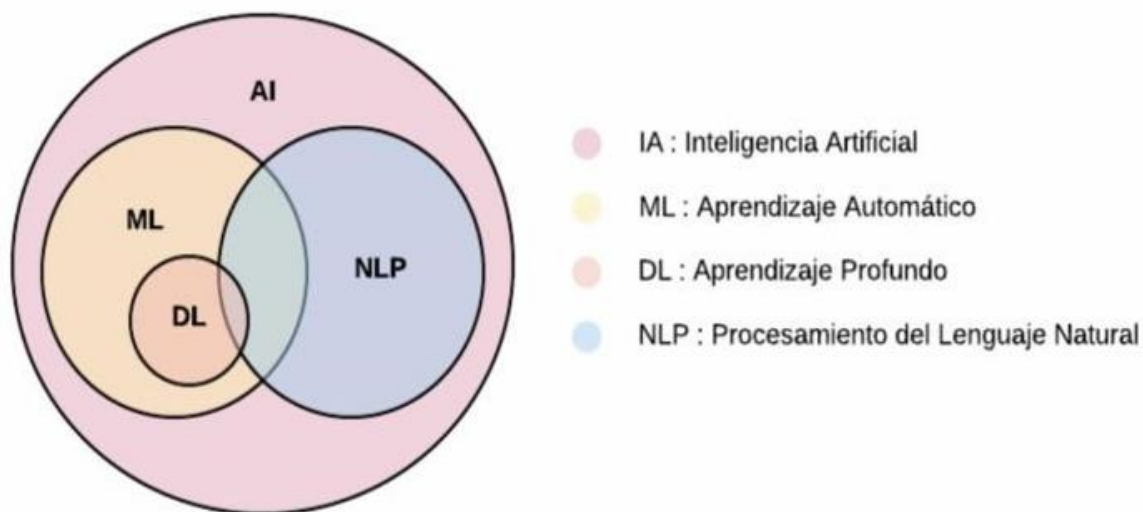 AI
ML
NLP
DL
IA : Inteligencia Artificial
ML : Aprendizaje Automático
DL : Aprendizaje Profundo
NLP : Procesamiento del Lenguaje Natural